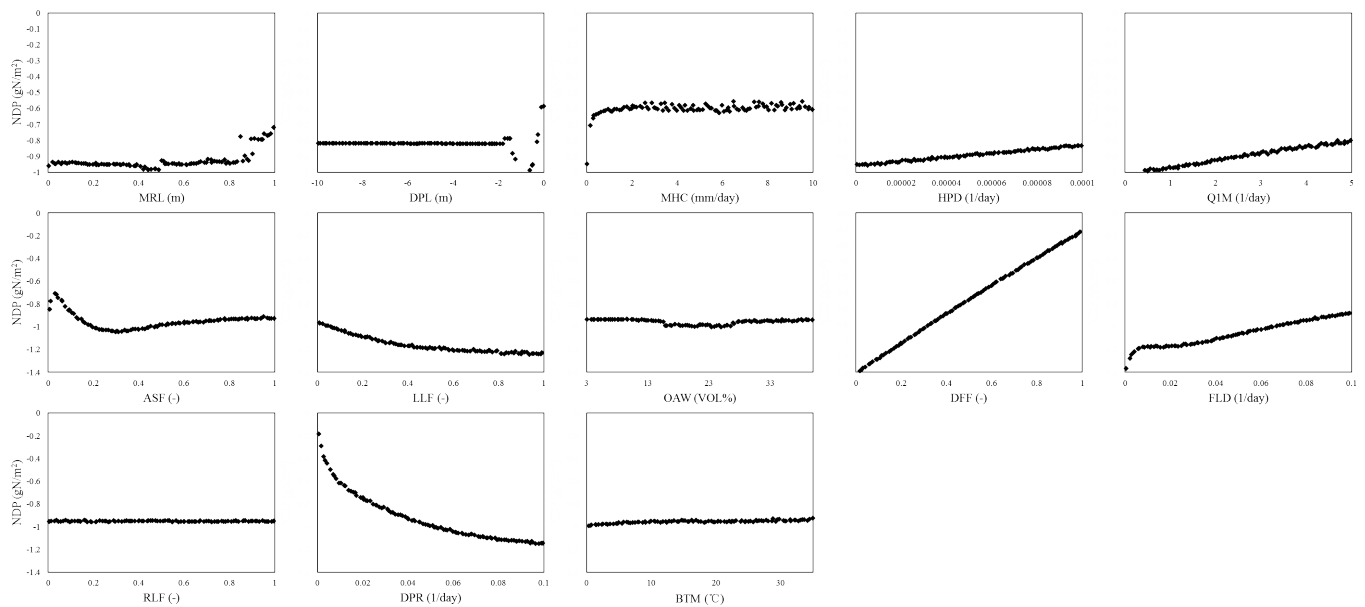 NDP (gN/m²)
0
-0.1
-0.2
-0.3
-0.4
-0.5
-0.6
-0.7
-0.8
-0.9
-1
0 0.2 0.4 0.6 0.8 1
MRL (m)
-10 -8 -6 -4 -2 0
DPL (m)
0 2 4 6 8 10
MHC (mm/day)
0 0.00002 0.00004 0.00006 0.00008 0.0001
HPD (1/day)
0 1 2 3 4 5
Q1M (1/day)
NDP (gN/m²)
0
-0.2
-0.4
-0.6
-0.8
-1
-1.2
-1.4
0 0.2 0.4 0.6 0.8 1
ASF (-)
0 0.2 0.4 0.6 0.8 1
LLF (-)
3 13 23 33
OAW (VOL%)
0 0.2 0.4 0.6 0.8 1
DFF (-)
0 0.02 0.04 0.06 0.08 0.1
FLD (1/day)
NDP (gN/m²)
0
-0.2
-0.4
-0.6
-0.8
-1
-1.2
-1.4
0 0.2 0.4 0.6 0.8 1
RLF (-)
0 0.02 0.04 0.06 0.08 0.1
DPR (1/day)
0 10 20 30
BTM (℃)